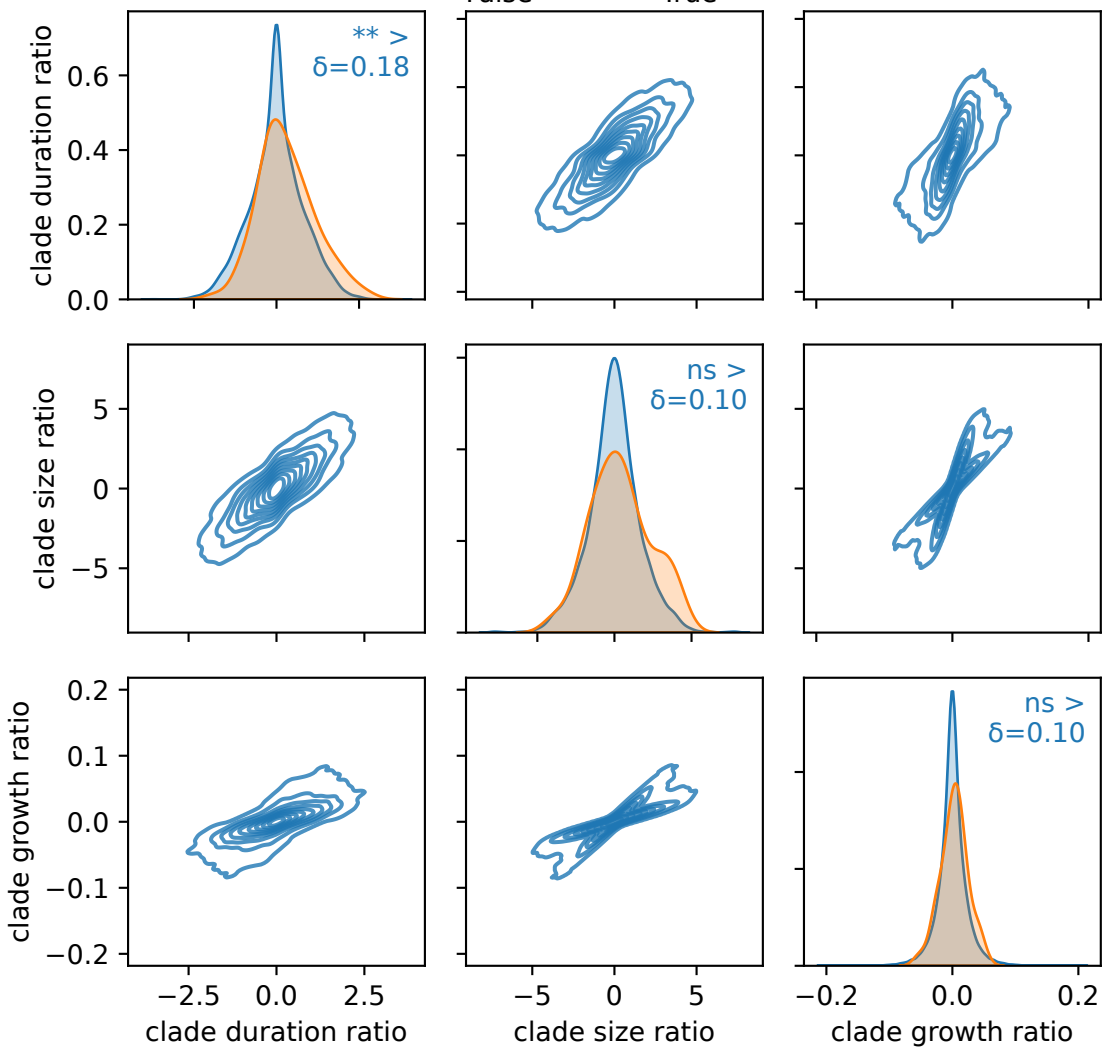 False True
clade duration ratio
0.6
0.4
0.2
0.0
** >
δ=0.18
clade size ratio
5
0
−5
ns >
δ=0.10
clade growth ratio
0.2
0.1
0.0
−0.1
−0.2
ns >
δ=0.10
−2.5 0.0 2.5
−5 0 5
−0.2 0.0 0.2
clade duration ratio
clade size ratio
clade growth ratio